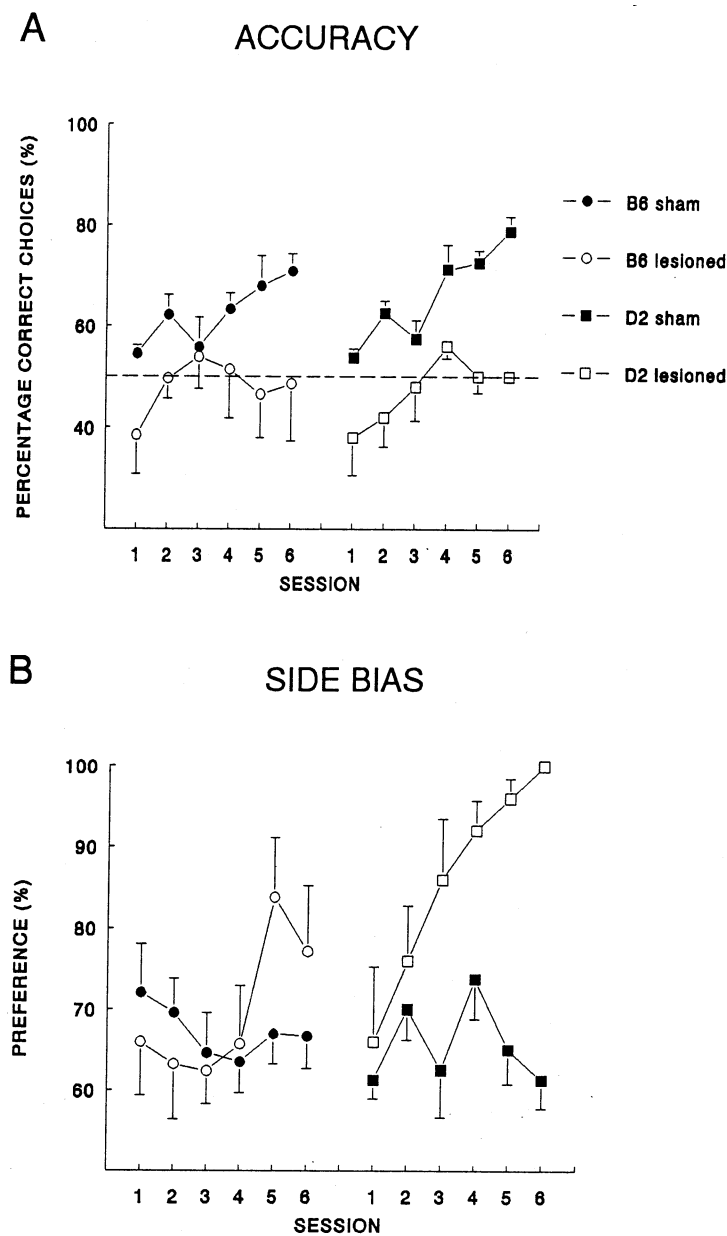 A
ACCURACY
PERCENTAGE CORRECT CHOICES (%)
100
80
60
40
1 2 3 4 5 6 1 2 3 4 5 6
SESSION
B6 sham
B6 lesioned
D2 sham
D2 lesioned
B
SIDE BIAS
PREFERENCE (%)
100
90
80
70
60
1 2 3 4 5 6 1 2 3 4 5 6
SESSION